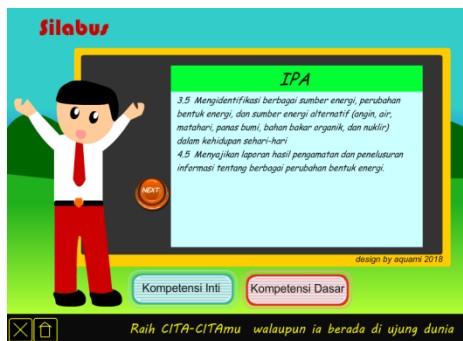 Silabus
IPA
3.5 Mengidentifikasi berbagai sumber energi, perubahan
bentuk energi, dan sumber energi alternatif (angin, air,
matahari, panas bumi, bahan bakar organik, dan nuklir)
dalam kehidupan sehari-hari
4.5 Menyajikan laporan hasil pengamatan dan penelusuran
informasi tentang berbagai perubahan bentuk energi.
NEXT
design by aquami 2018
Kompetensi Inti
Kompetensi Dasar
Raih CITA-CITAmu walaupun ia berada di ujung dunia